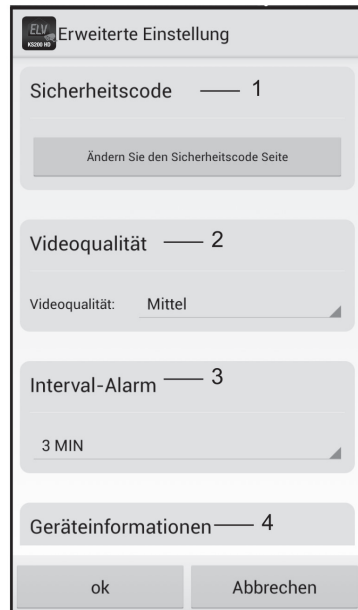 ELV
KS200 HD
Erweiterte Einstellung
Sicherheitscode 1
Ändern Sie den Sicherheitscode Seite
Videoqualität 2
Videoqualität: Mittel
Interval-Alarm 3
3 MIN
Geräteinformationen 4
ok Abbrechen